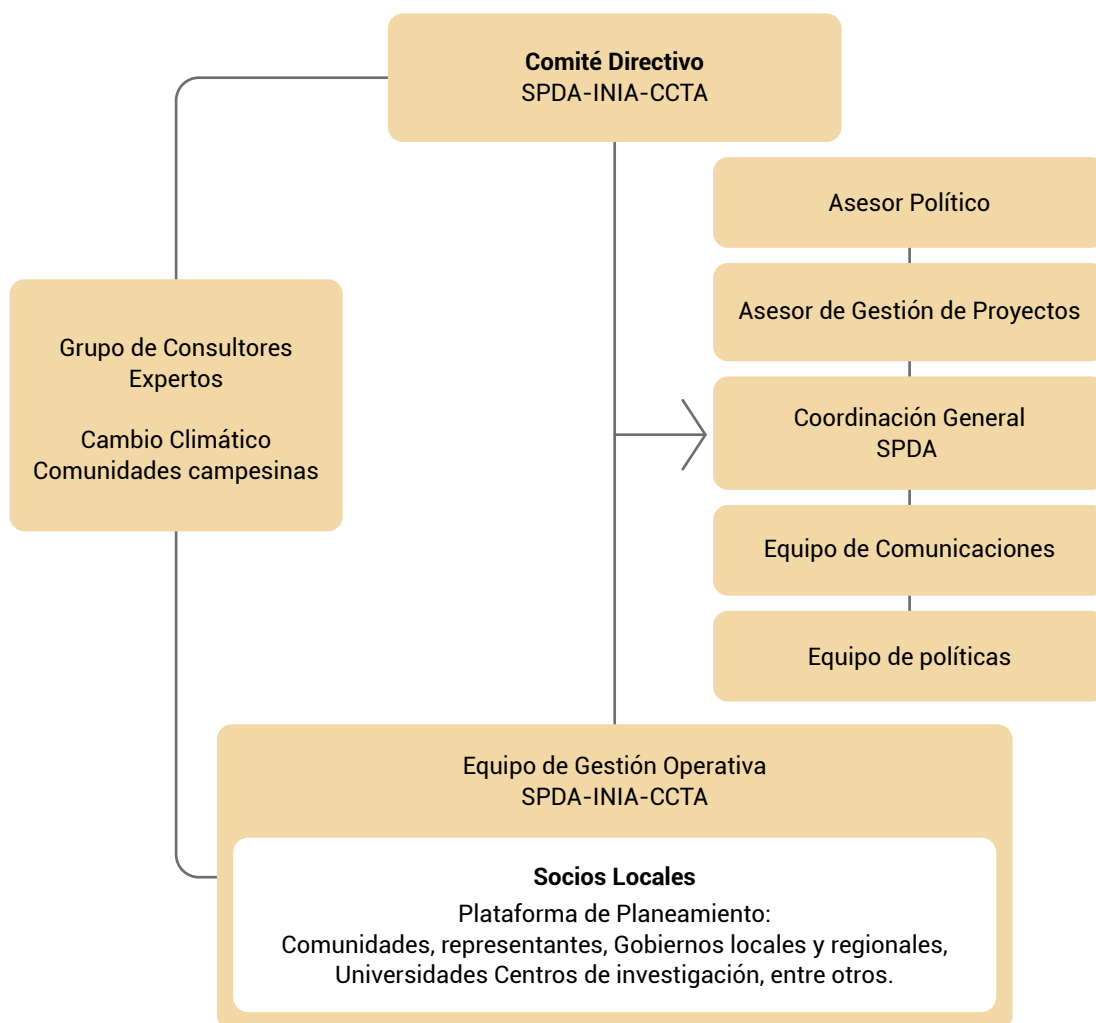 Comité Directivo
SPDA-INIA-CCTA
Asesor Político
Asesor de Gestión de Proyectos
Grupo de Consultores
Expertos
Cambio Climático
Comunidades campesinas
Coordinación General
SPDA
Equipo de Comunicaciones
Equipo de políticas
Equipo de Gestión Operativa
SPDA-INIA-CCTA
Socios Locales
Plataforma de Planeamiento:
Comunidades, representantes, Gobiernos locales y regionales,
Universidades Centros de investigación, entre otros.